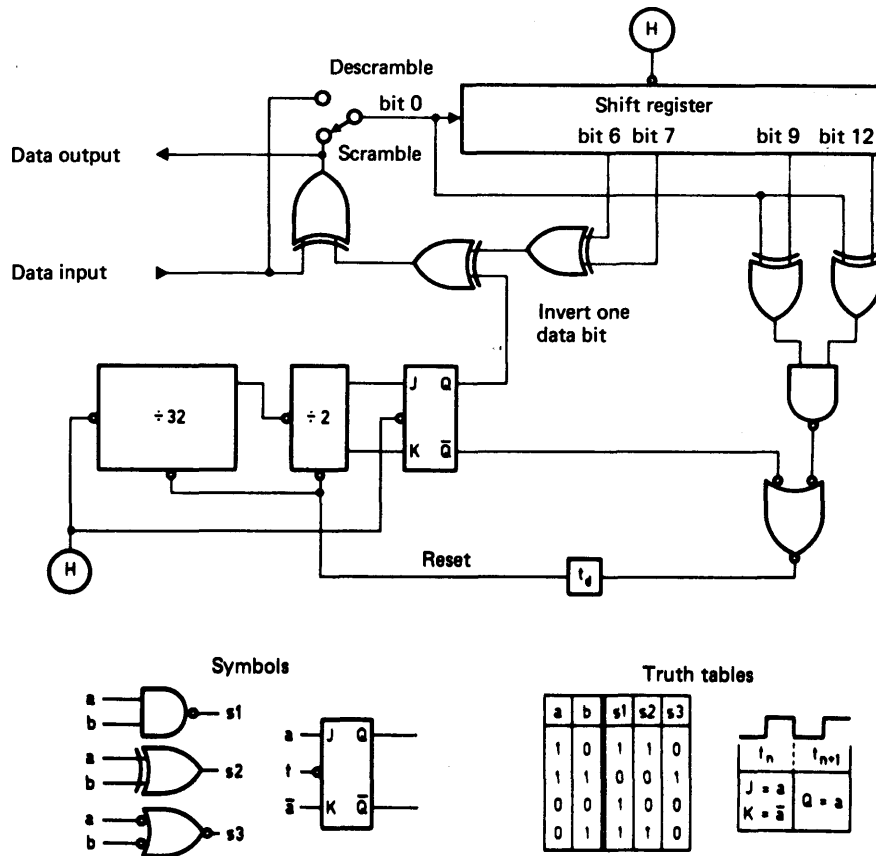 H
Descramble
bit 0
Shift register
bit 6 bit 7 bit 9 bit 12
Data output
Scramble
Data input
Invert one
data bit
÷ 32
÷ 2
J Q
K Q̅
H
Reset
t_d
Symbols
Truth tables
a
b
s1
a
b
s2
a
b
s3
a J Q
t
a̅ K Q̅
a b s1 s2 s3
1 0 1 1 0
1 1 0 0 1
0 0 1 0 0
0 1 1 1 0
t_n t_n+1
J = a
K = a̅
Q = a